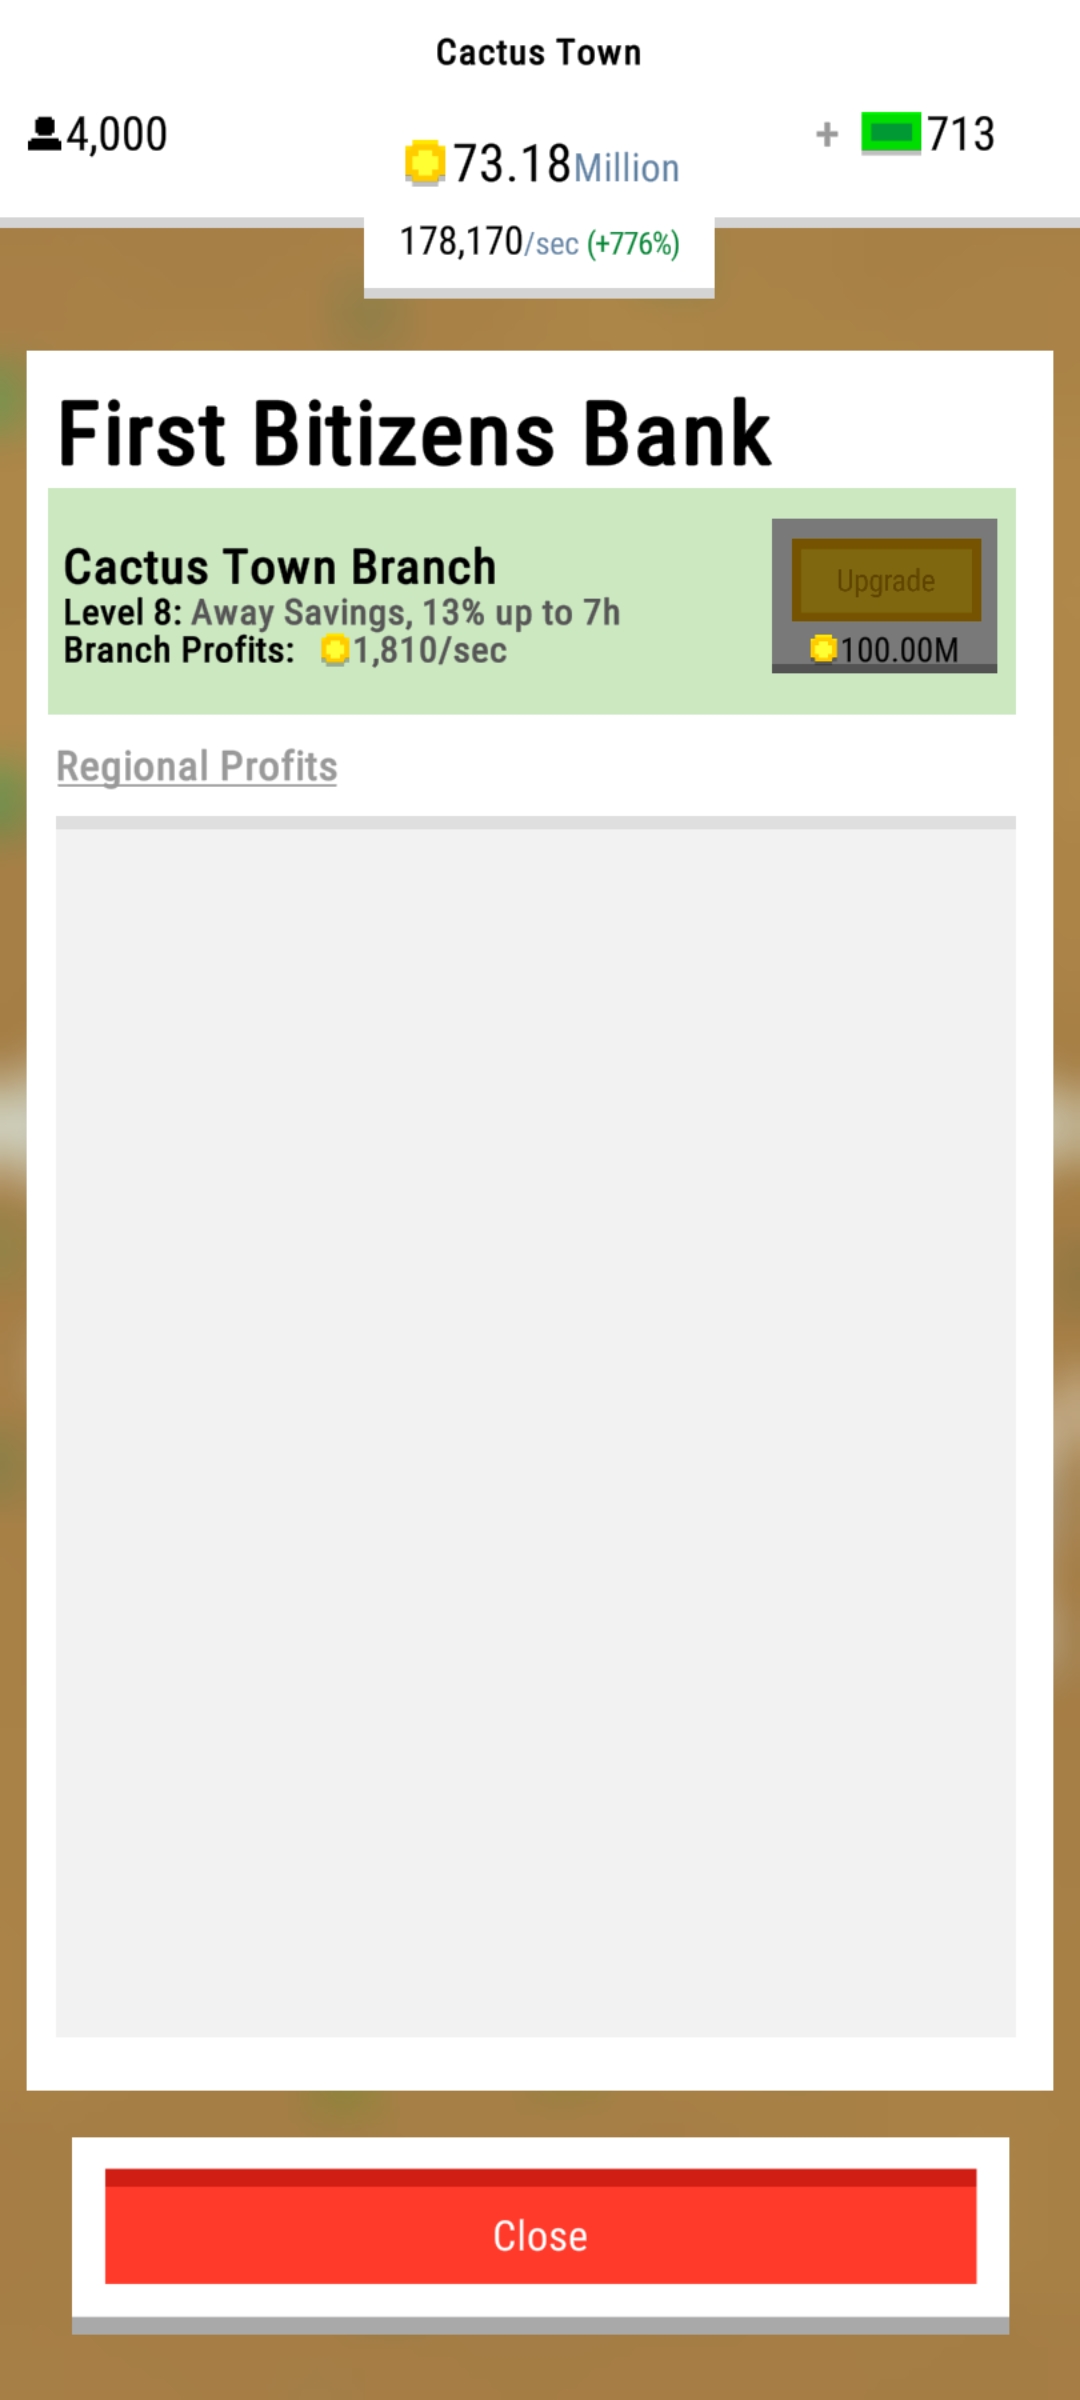 Cactus Town
4,000
73.18Million
+ 713
178,170/sec (+776%)
First Bitizens Bank
Cactus Town Branch
Level 8: Away Savings, 13% up to 7h
Branch Profits: 1,810/sec
Upgrade
100.00M
Regional Profits
Close